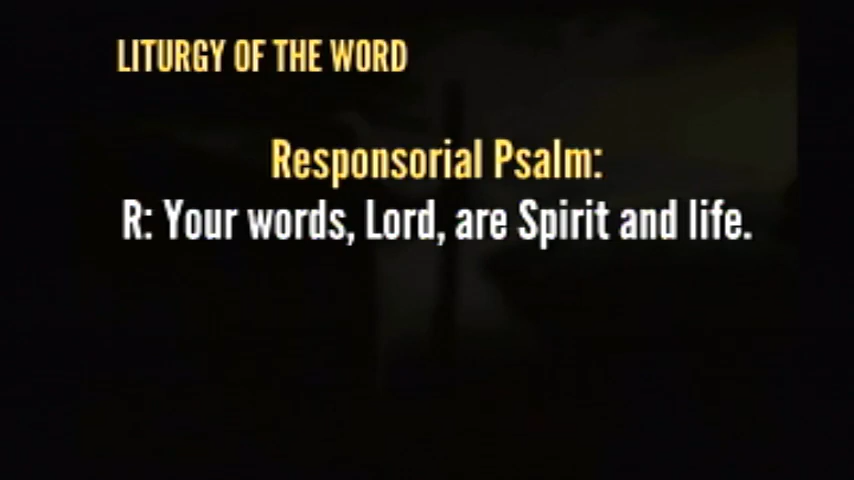 LITURGY OF THE WORD
Responsorial Psalm:
R: Your words, Lord, are Spirit and life.